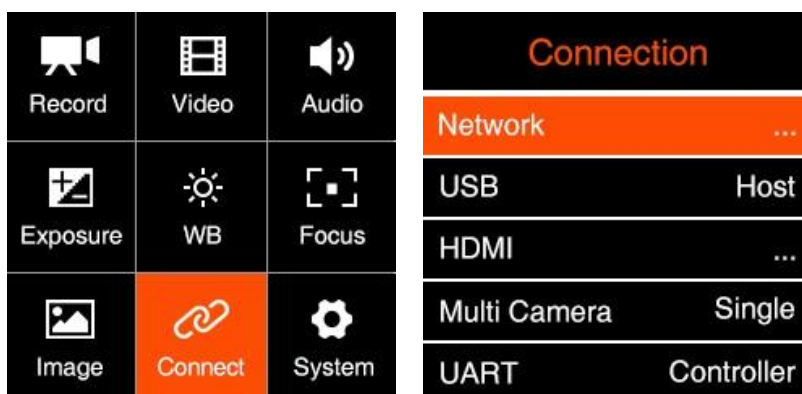 Record Video Audio
Exposure WB Focus
Image Connect System
Connection
Network ...
USB Host
HDMI ...
Multi Camera Single
UART Controller